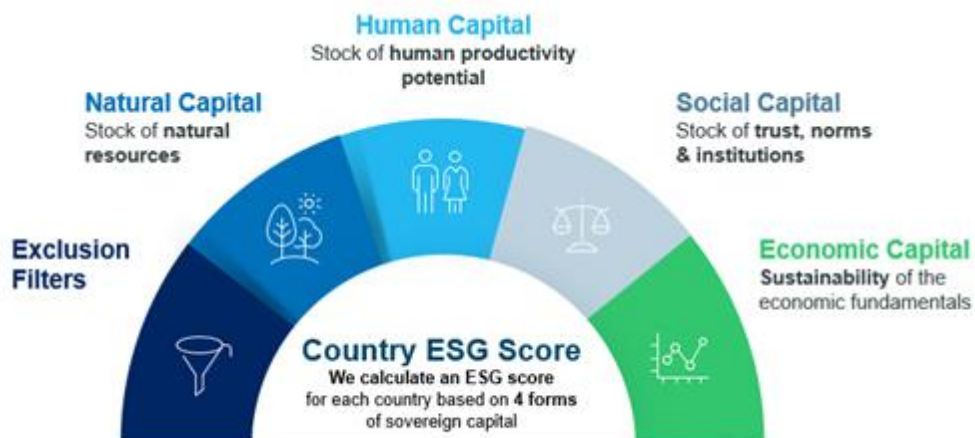 Human Capital
Stock of human productivity
potential
Natural Capital
Stock of natural
resources
Social Capital
Stock of trust, norms
& institutions
Exclusion
Filters
Economic Capital
Sustainability of the
economic fundamentals
Country ESG Score
We calculate an ESG score
for each country based on 4 forms
of sovereign capital